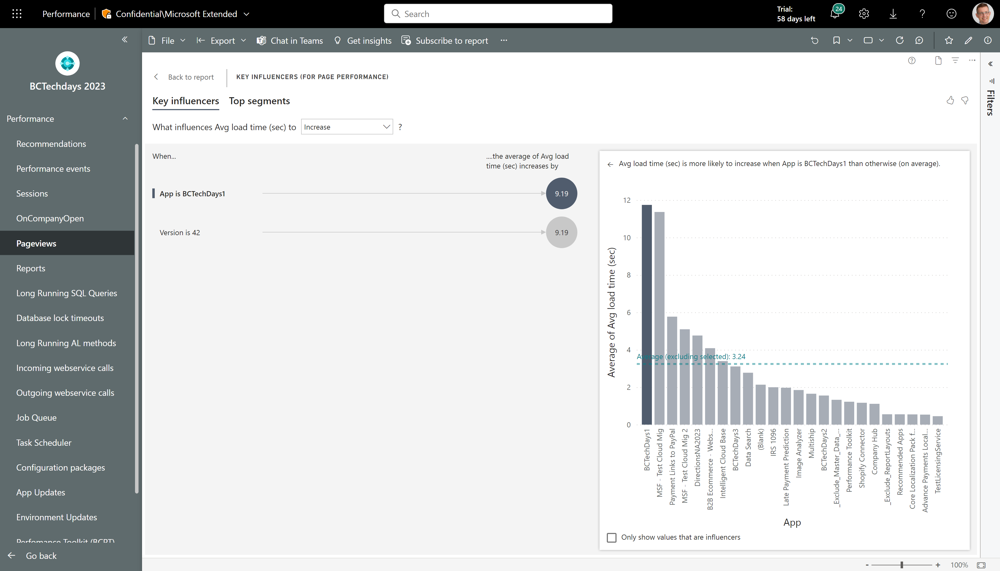 Performance
Confidential\Microsoft Extended
Search
Trial:
58 days left
24
File
Export
Chat in Teams
Get insights
Subscribe to report
BCTechdays 2023
Performance
Recommendations
Performance events
Sessions
OnCompanyOpen
Pageviews
Reports
Long Running SQL Queries
Database lock timeouts
Long Running AL methods
Incoming webservice calls
Outgoing webservice calls
Job Queue
Task Scheduler
Configuration packages
App Updates
Environment Updates
Perfomance Toolkit (BCPT)
Go back
Back to report
KEY INFLUENCERS (FOR PAGE PERFORMANCE)
Key influencers
Top segments
What influences Avg load time (sec) to
Increase
?
When...
....the average of Avg load
time (sec) increases by
App is BCTechDays1
9.19
Version is 42
9.19
Avg load time (sec) is more likely to increase when App is BCTechDays1 than otherwise (on average).
Average of Avg load time (sec)
12
10
8
6
4
2
0
Average (excluding selected): 3.24
BCTechDays1
MSF - Test Cloud Mig
Payment Links to PayPal
MSF - Test Cloud Mig 2
DirectionsNA2023
B2B Ecommerce - Webs...
Intelligent Cloud Base
BCTechDays3
Data Search
(Blank)
IRS 1096
Late Payment Prediction
Image Analyzer
Multiship
BCTechDays2
_Exclude_Master_Data_...
Performance Toolkit
Shopify Connector
Company Hub
_Exclude_ReportLayouts
Recommended Apps
Core Localization Pack f...
Advance Payments Local...
TestLicensingService
App
Only show values that are influencers
Filters
- + 100%